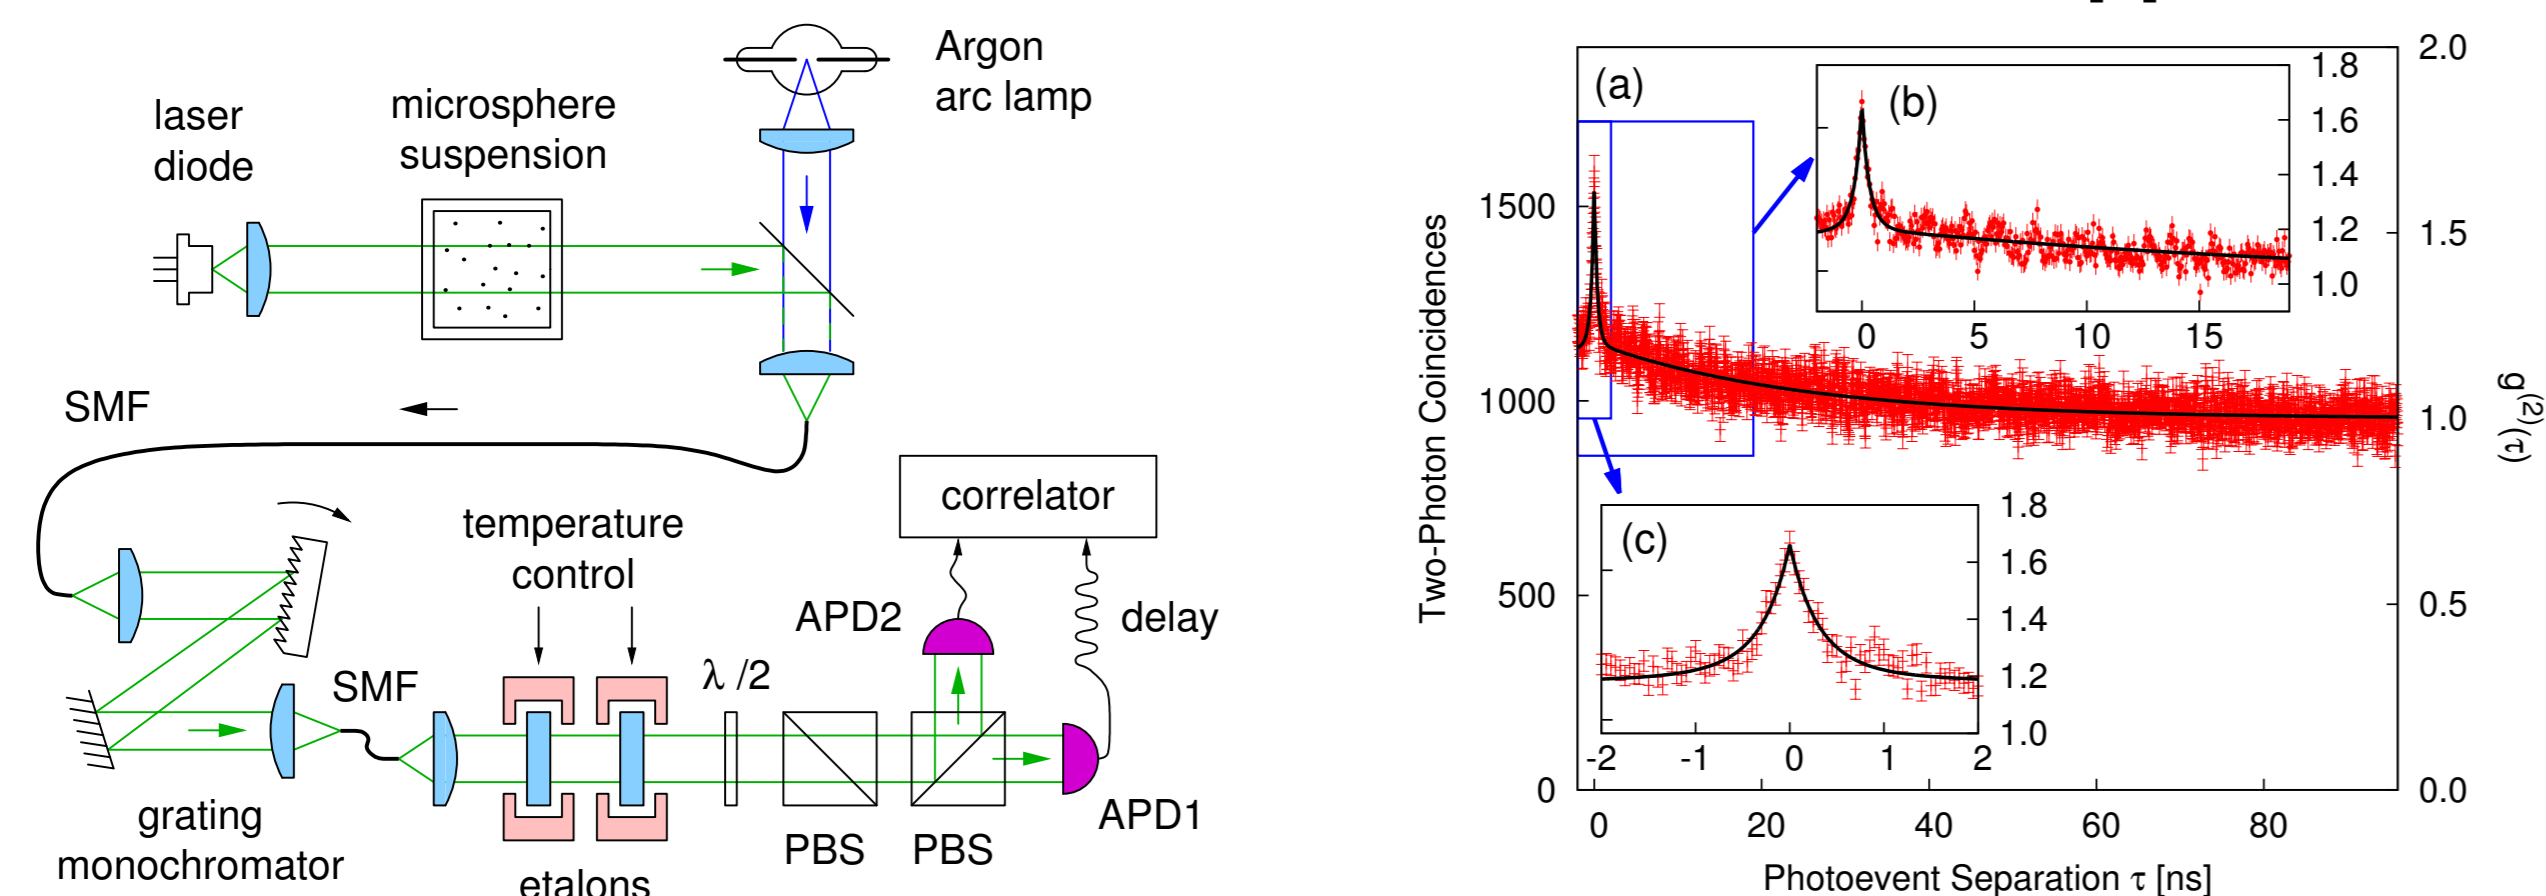 Argon
arc lamp
laser
diode
microsphere
suspension
SMF
correlator
temperature
control
APD2
delay
SMF
λ /2
APD1
grating
monochromator
PBS
PBS
etalons
(a)
2.0
1.5
1.0
0.5
0.0
1500
1000
500
0
0
20
40
60
80
Two-Photon Coincidences
g(2)(τ)
Photoevent Separation τ [ns]
(b)
1.8
1.6
1.4
1.2
1.0
0
5
10
15
(c)
1.8
1.6
1.4
1.2
1.0
-2
-1
0
1
2